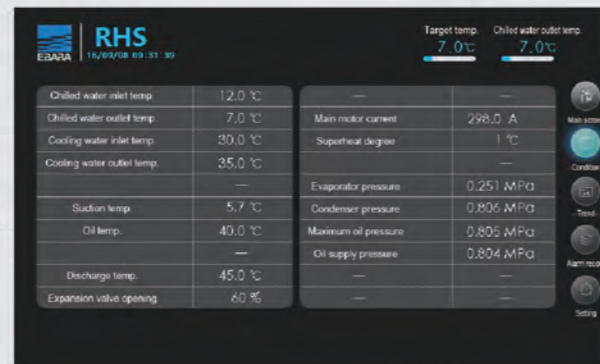 EBARA
RHS
16/09/08 09:31:39
Target temp. Chilled water outlet temp.
7.0℃ 7.0℃
Chilled water inlet temp. 12.0 ℃ — —
Chilled water outlet temp. 7.0 ℃ Main motor current 298.0 A
Cooling water inlet temp. 30.0 ℃ Superheat degree 1 ℃
Cooling water outlet temp. 35.0 ℃ —
— Evaporator pressure 0.251 MPa
Suction temp. 5.7 ℃ Condenser pressure 0.806 MPa
Oil temp. 40.0 ℃ Maximum oil pressure 0.805 MPa
— Oil supply pressure 0.804 MPa
Discharge temp. 45.0 ℃ — —
Expansion valve opening 60 % — —
Main
Condition
Trend
Alarm
Setting